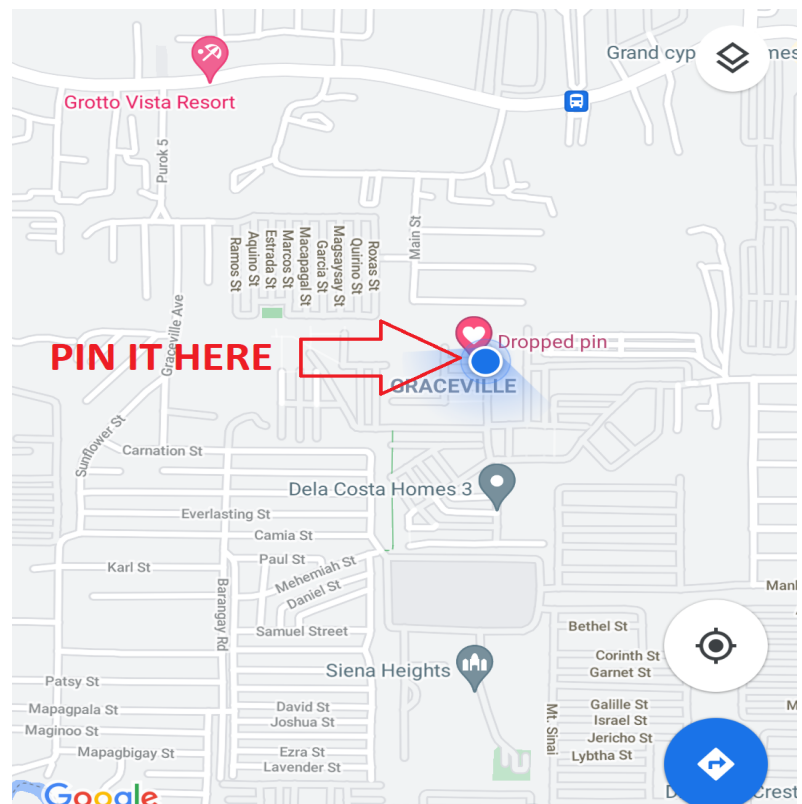 Grand cyp
mes
Grotto Vista Resort
Purok 5
Main St
Roxas St
Quirino St
Magsaysay St
Garcia St
Macapagal St
Marcos St
Estrada St
Aquino St
Ramos St
Graceville Ave
Dropped pin
PIN IT HERE
GRACEVILLE
Sunflower St
Carnation St
Dela Costa Homes 3
Everlasting St
Camia St
Paul St
Karl St
Mehemiah St
Daniel St
Barangay Rd
Samuel Street
Bethel St
Manl
Corinth St
Garnet St
Siena Heights
Patsy St
Mapagpala St
Maginoo St
Mapagbigay St
David St
Joshua St
Mt. Sinai
Galille St
Israel St
Jericho St
Lybtha St
M
Ezra St
Lavender St
Google
D
Crest